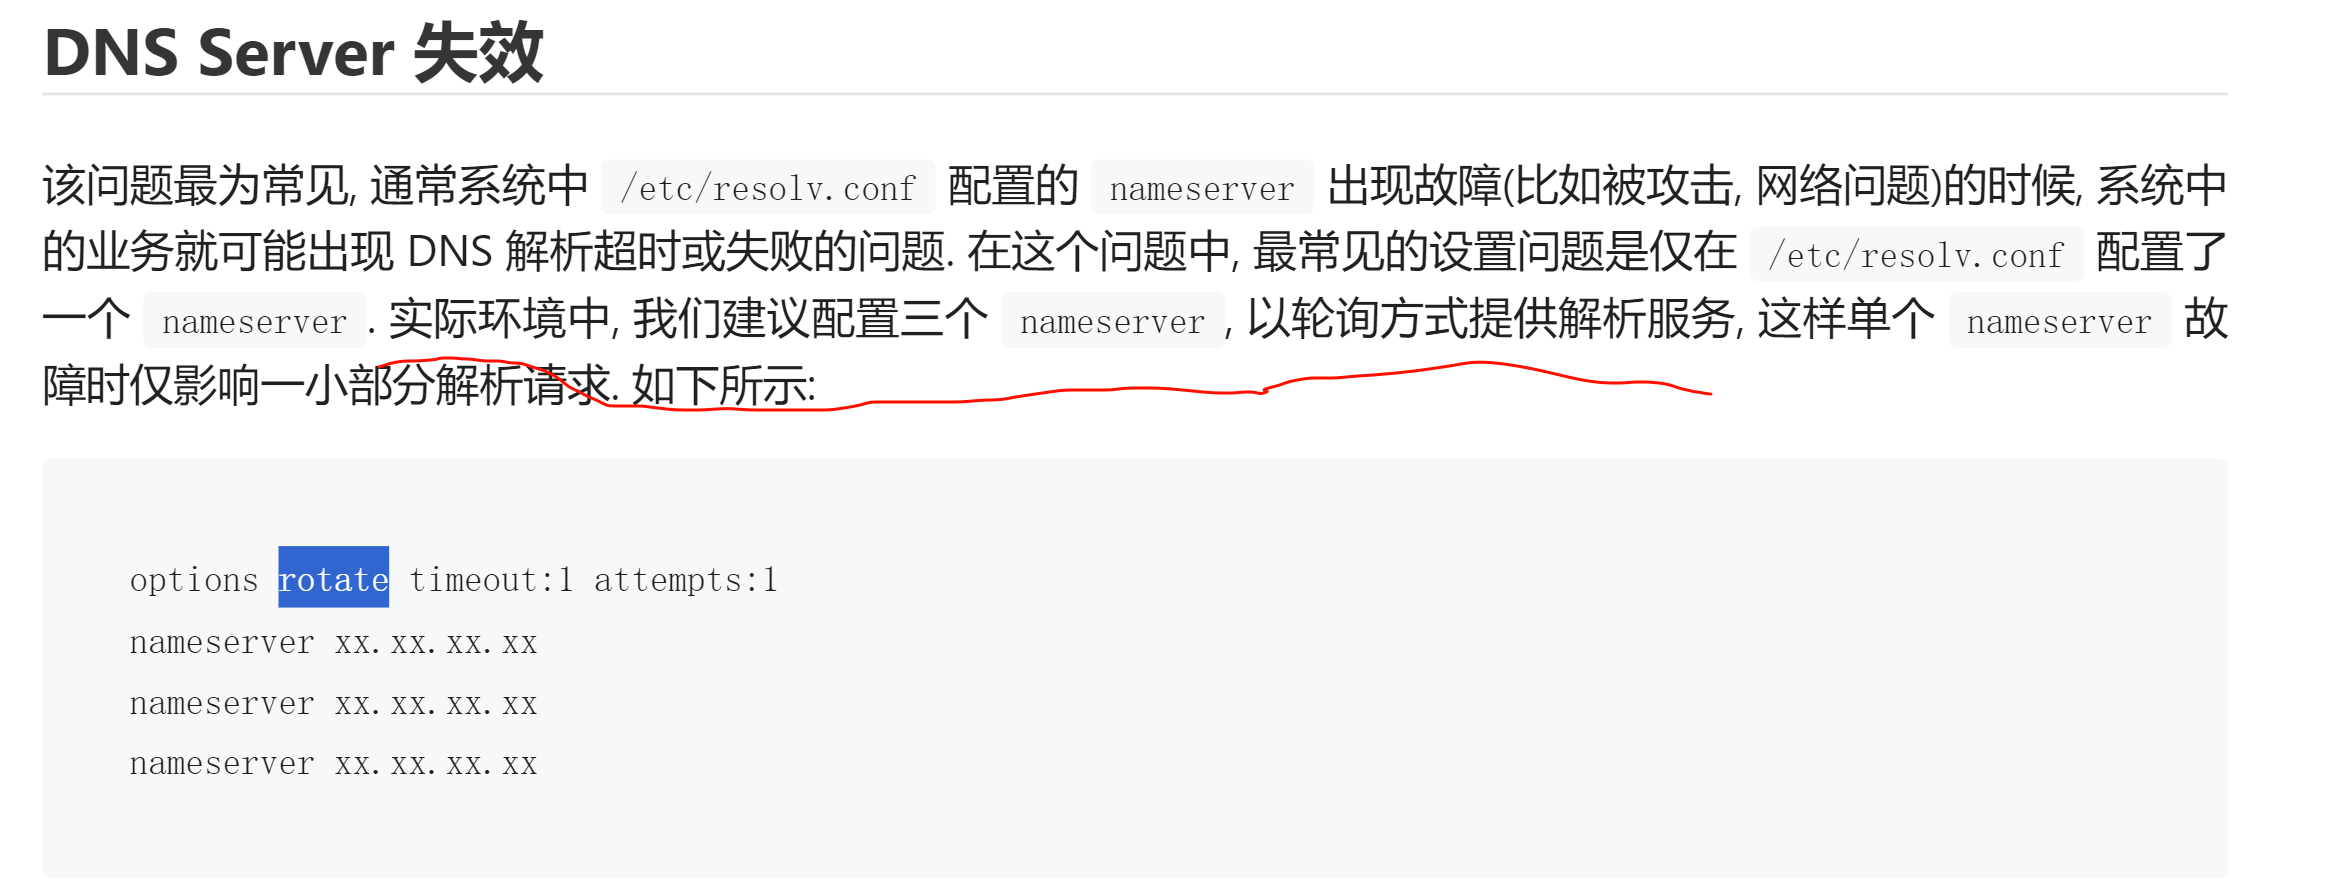 DNS Server 失效
该问题最为常见, 通常系统中 /etc/resolv.conf 配置的 nameserver 出现故障(比如被攻击, 网络问题)的时候, 系统中
的业务就可能出现 DNS 解析超时或失败的问题. 在这个问题中, 最常见的设置问题是仅在 /etc/resolv.conf 配置了
一个 nameserver . 实际环境中, 我们建议配置三个 nameserver , 以轮询方式提供解析服务, 这样单个 nameserver 故
障时仅影响一小部分解析请求. 如下所示:
options rotate timeout:1 attempts:1
nameserver xx.xx.xx.xx
nameserver xx.xx.xx.xx
nameserver xx.xx.xx.xx